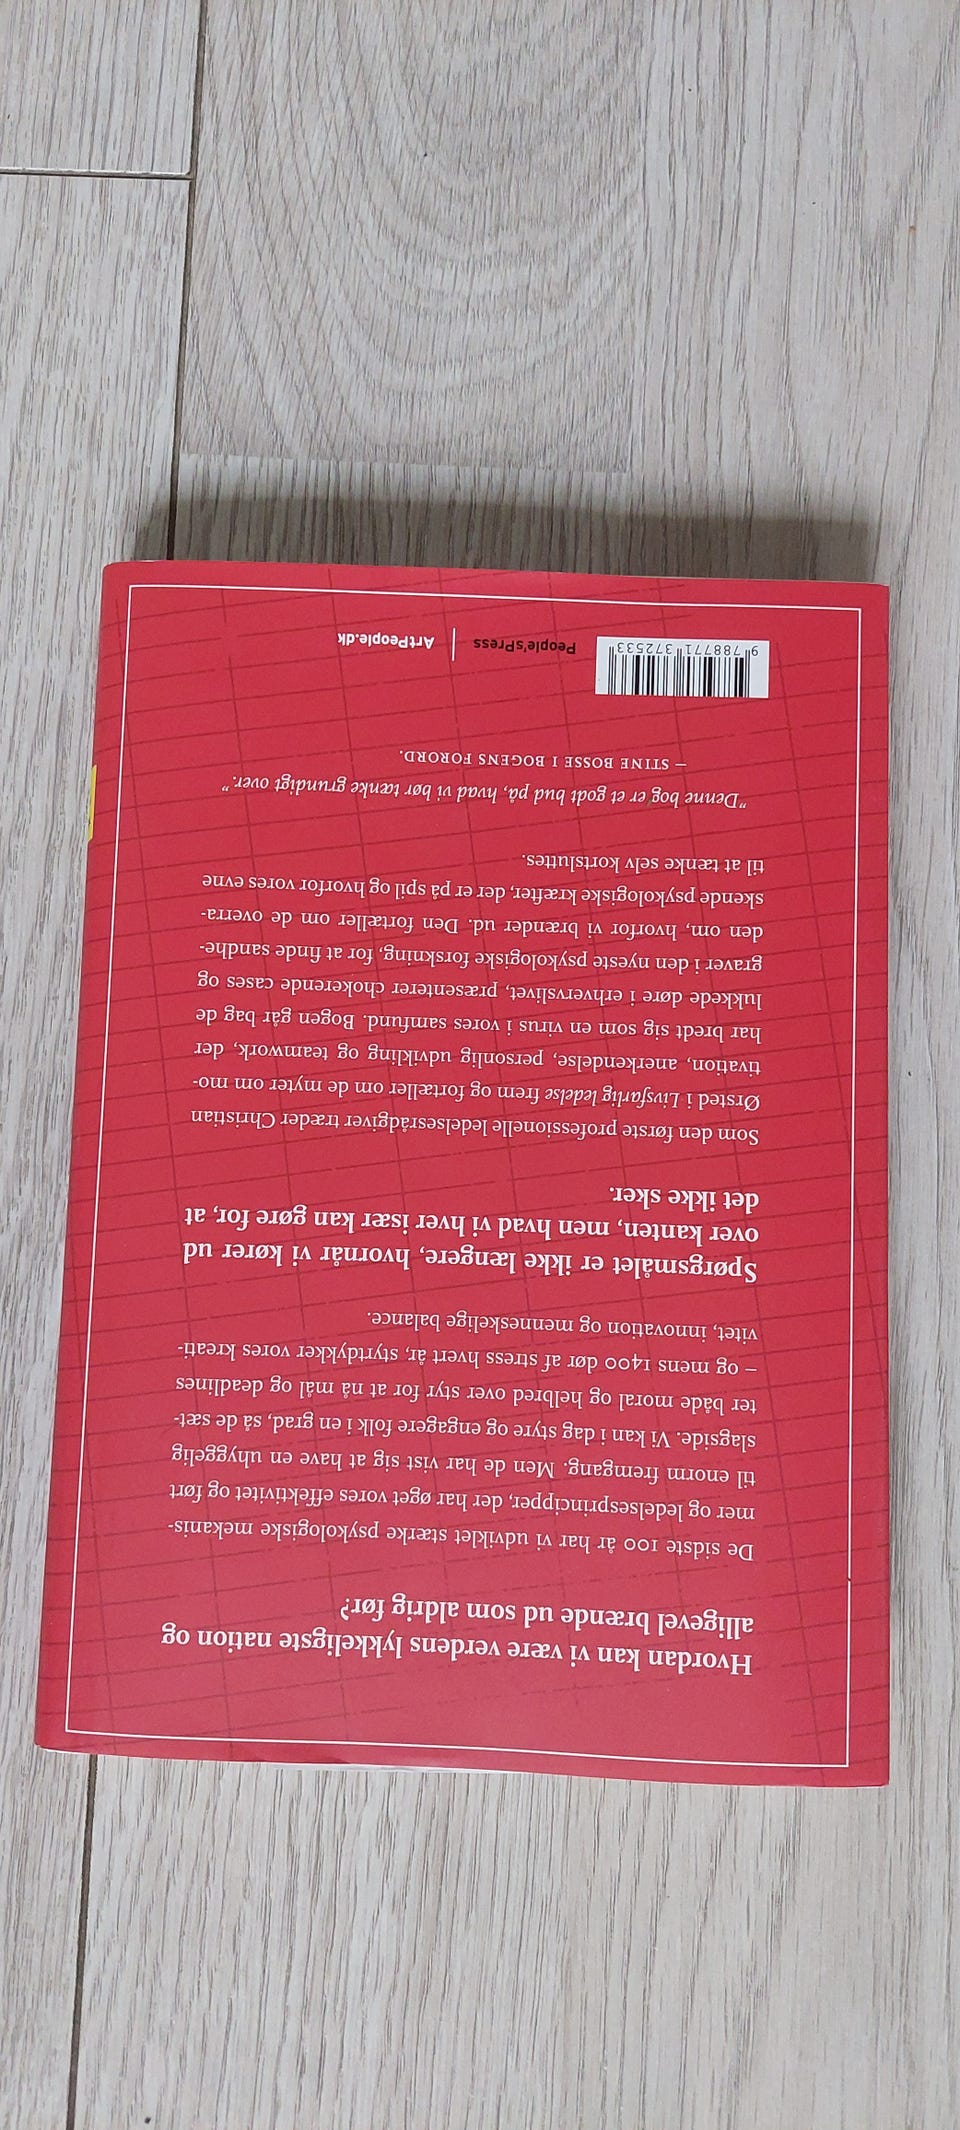 Hvordan kan vi være verdens lykkeligste nation og
alligevel brænde ud som aldrig før?
De sidste 100 år har vi udviklet stærke psykologiske mekanis-
mer og ledelsesprincipper, der har øget vores effektivitet og ført
til enorm fremgang. Men de har vist sig at have en uhyggelig
slagside. Vi kan i dag styre og engagere folk i en grad, så de sæt-
ter både moral og helbred over styr for at nå mål og deadlines
– og mens 1400 dør af stress hvert år, styrtdykker vores kreati-
vitet, innovation og menneskelige balance.
Spørgsmålet er ikke længere, hvornår vi kører ud
over kanten, men hvad vi hver især kan gøre for, at
det ikke sker.
Som den første professionelle ledelsesrådgiver træder Christian
Ørsted i Livsfarlig ledelse frem og fortæller om de myter om mo-
tivation, anerkendelse, personlig udvikling og teamwork, der
har bredt sig som en virus i vores samfund. Bogen går bag de
lukkede døre i erhvervslivet, præsenterer chokerende cases og
graver i den nyeste psykologiske forskning, for at finde sandhe-
den om, hvorfor vi brænder ud. Den fortæller om de overra-
skende psykologiske kræfter, der er på spil og hvorfor vores evne
til at tænke selv kortsluttes.
"Denne bog er et godt bud på, hvad vi bør tænke grundigt over."
– STINE BOSSE I BOGENS FORORD.
9 788771 372533
People'sPress
ArtPeople.dk